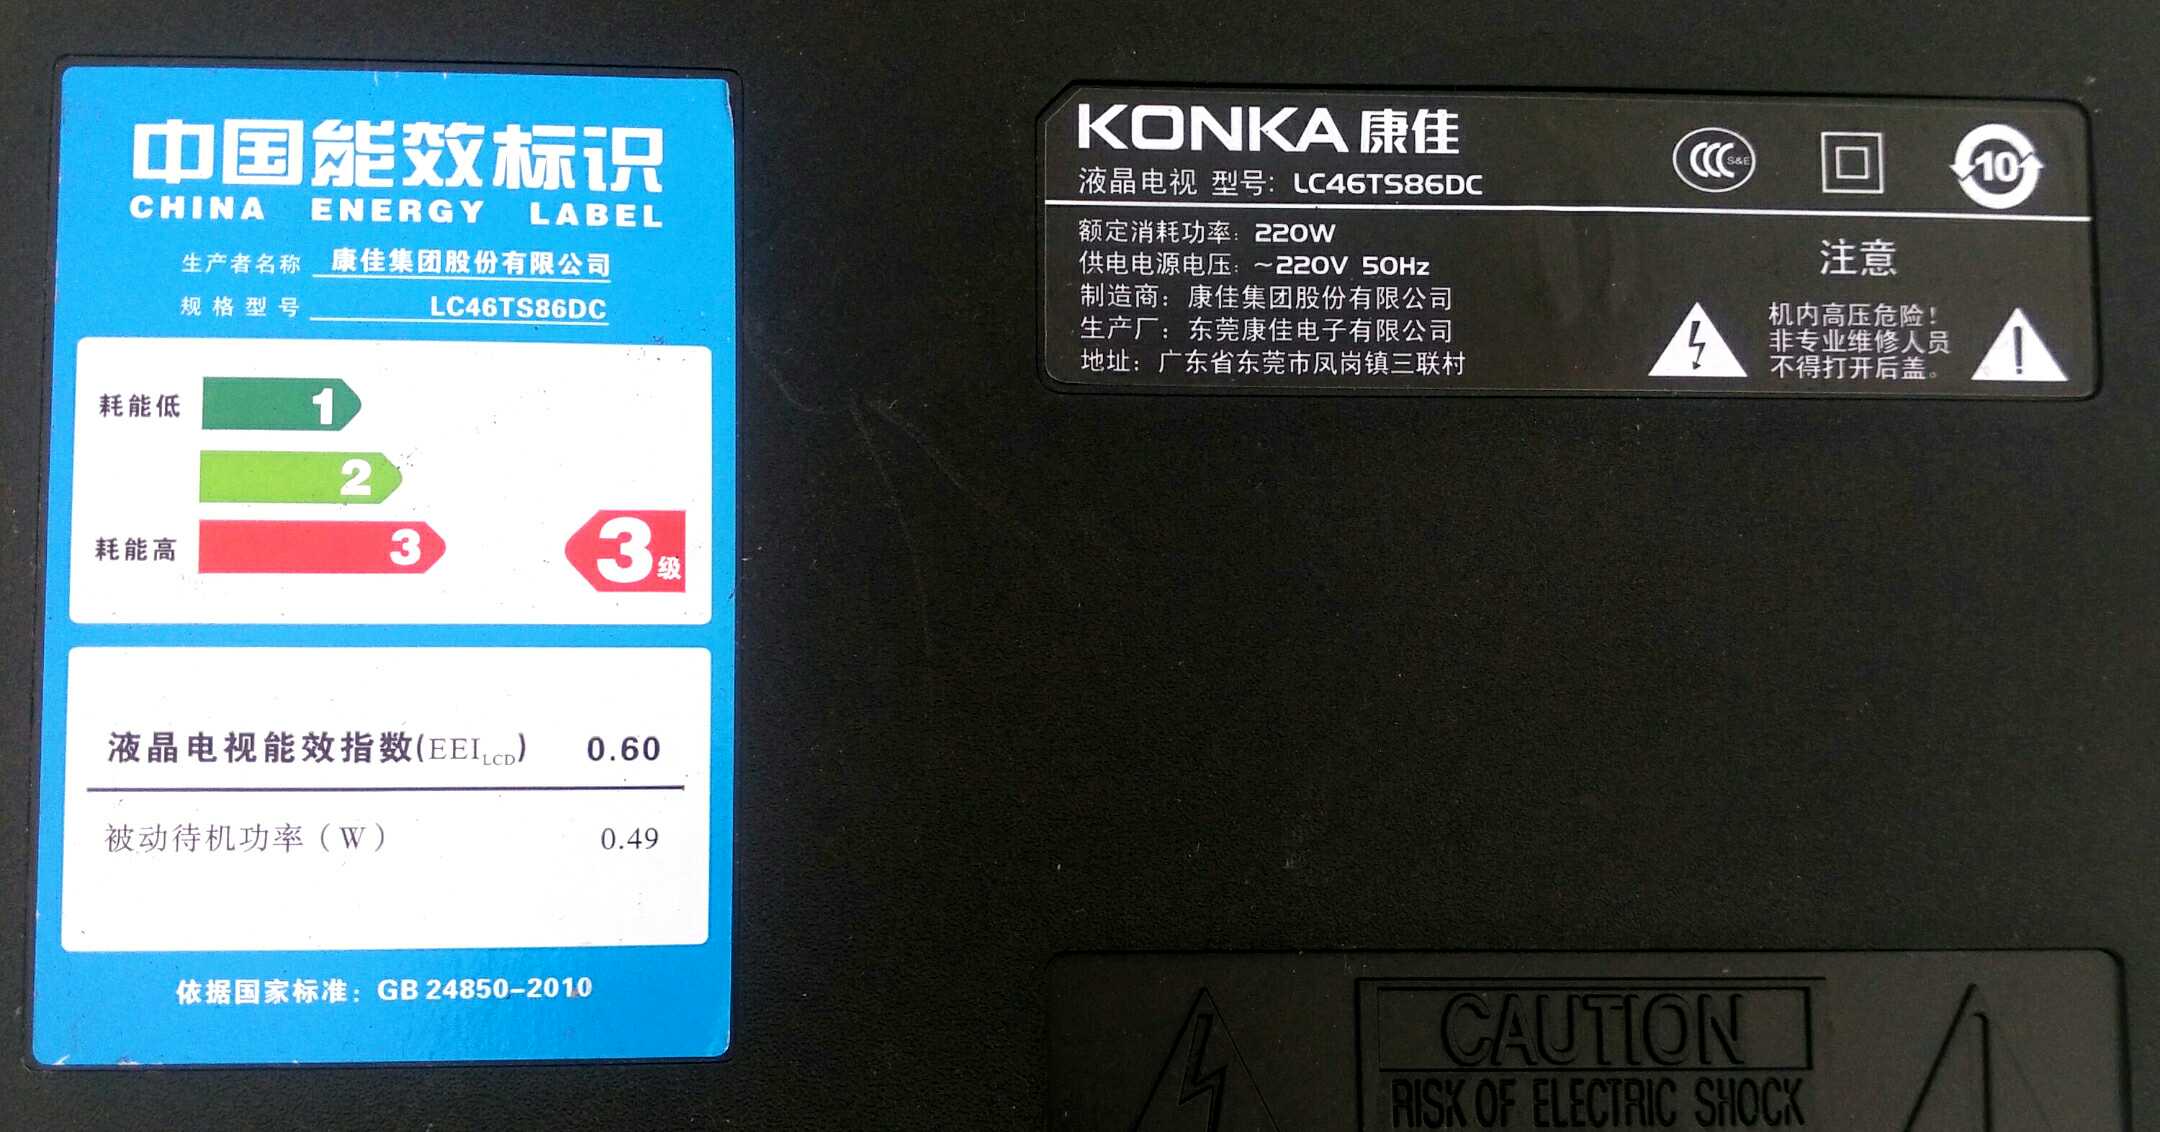 中国能效标识
CHINA ENERGY LABEL
生产者名称 康佳集团股份有限公司
规格型号 LC46TS86DC
耗能低 1
2
耗能高 3 3级
液晶电视能效指数(EEILCD) 0.60
被动待机功率(W) 0.49
依据国家标准：GB 24850-2010
KONKA 康佳
液晶电视 型号：LC46TS86DC
CCC S&E
10
额定消耗功率：220W
供电电源电压：~220V 50Hz
制造商：康佳集团股份有限公司
生产厂：东莞康佳电子有限公司
地址：广东省东莞市凤岗镇三联村
注意
机内高压危险！
非专业维修人员
不得打开后盖。
CAUTION
RISK OF ELECTRIC SHOCK